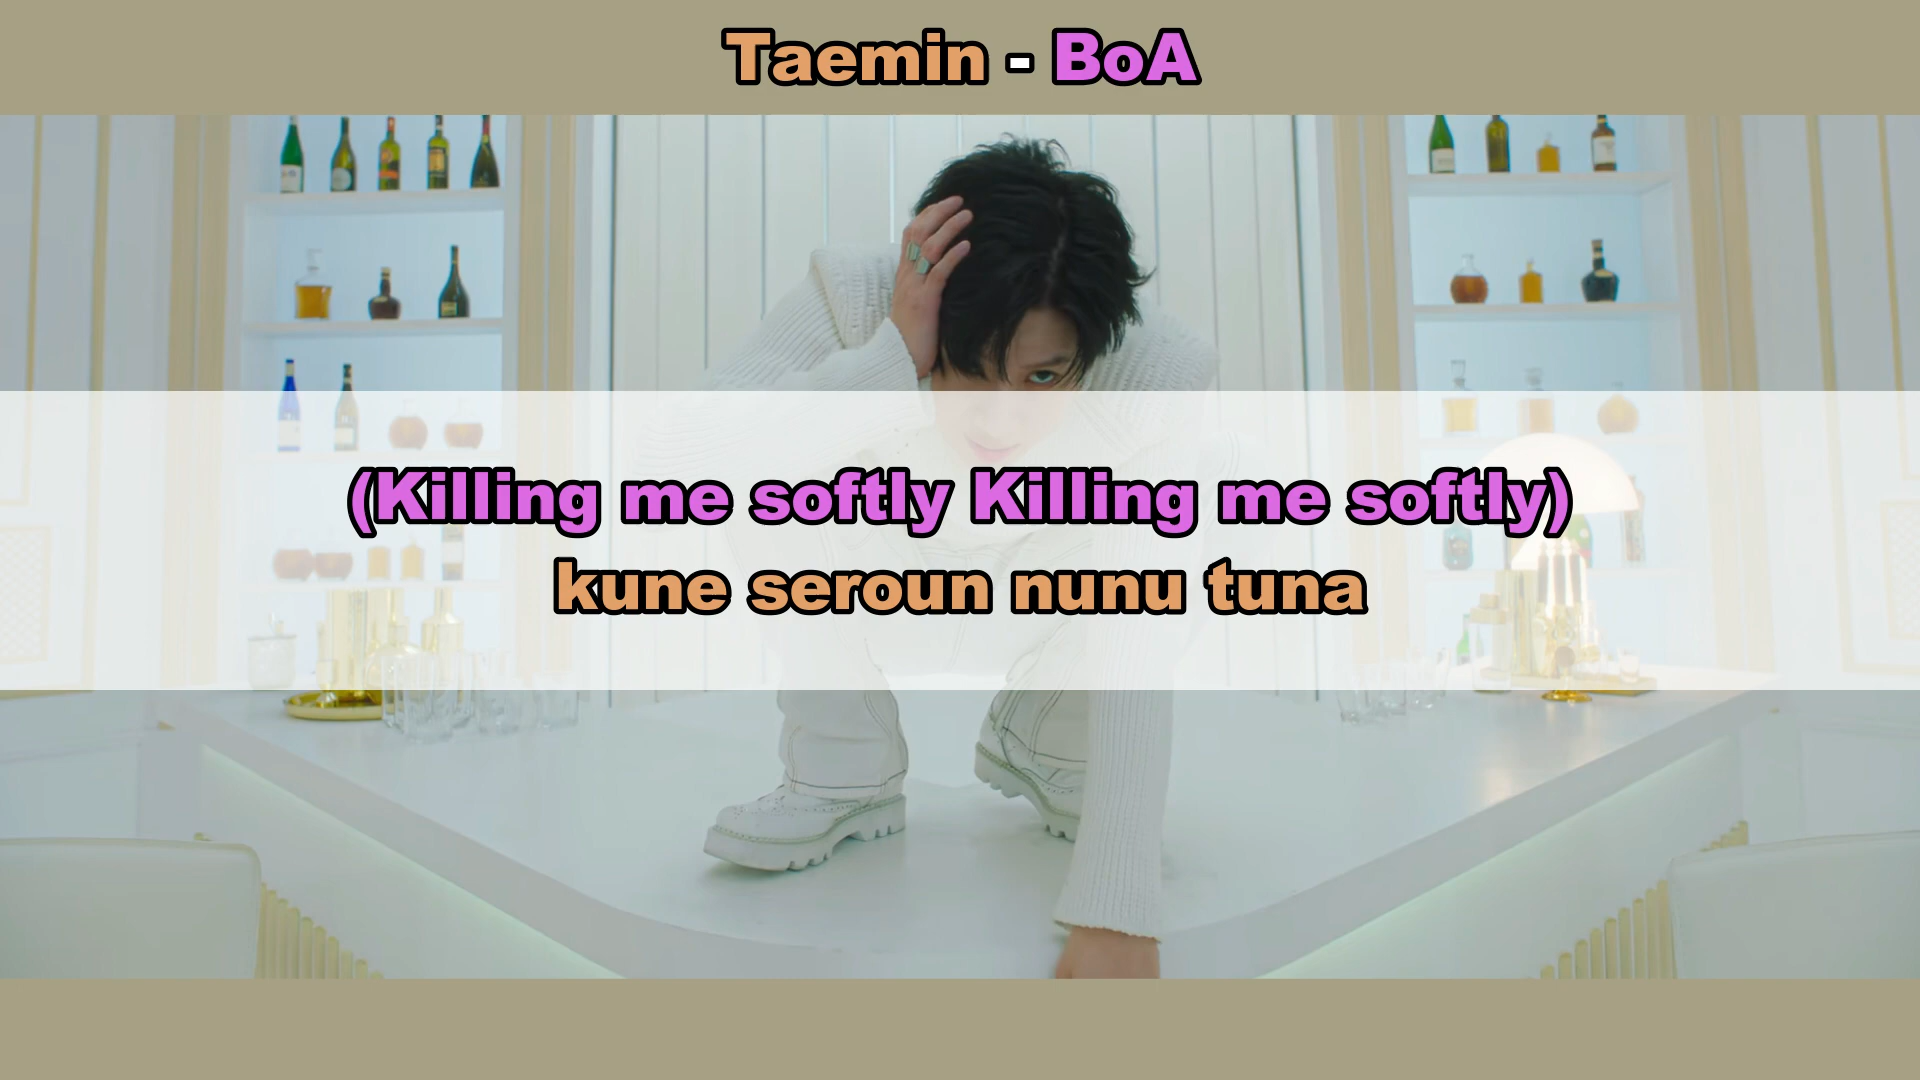 Taemin - BoA
(Killing me softly Killing me softly)
kune seroun nunu tuna